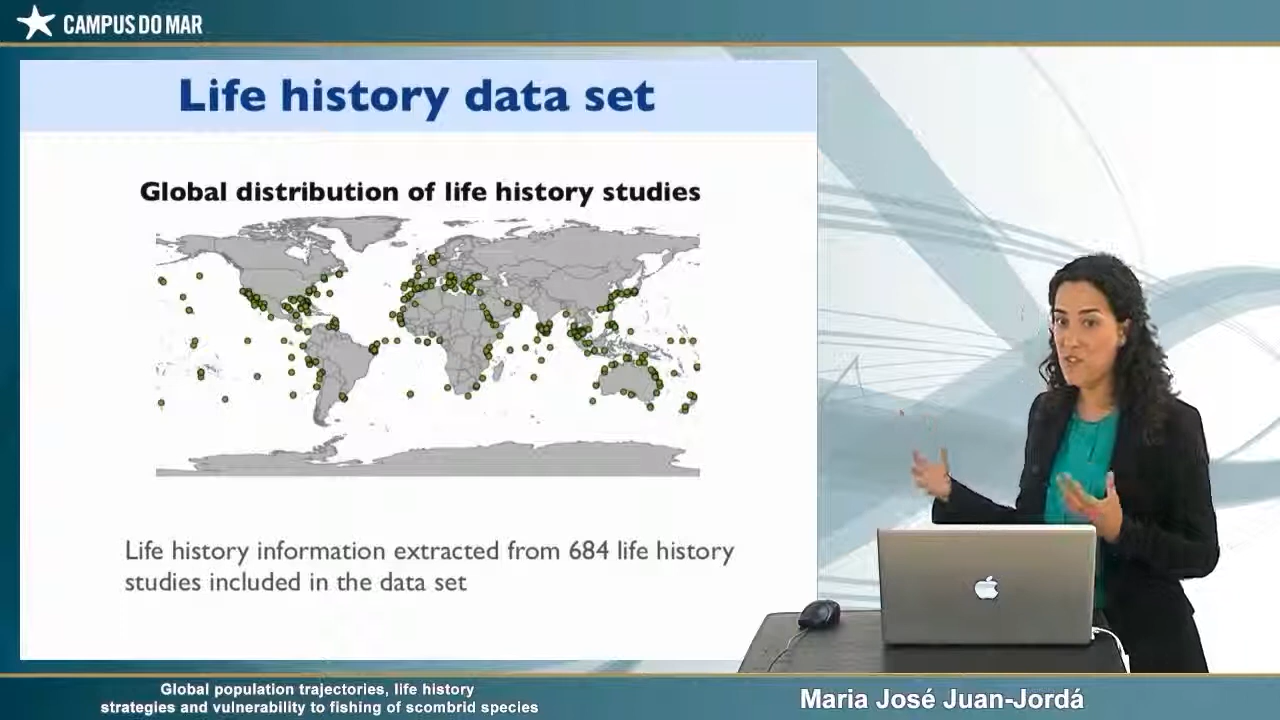 CAMPUS DO MAR
Life history data set
Global distribution of life history studies
Life history information extracted from 684 life history
studies included in the data set
Global population trajectories, life history
strategies and vulnerability to fishing of scombrid species
Maria José Juan-Jordá